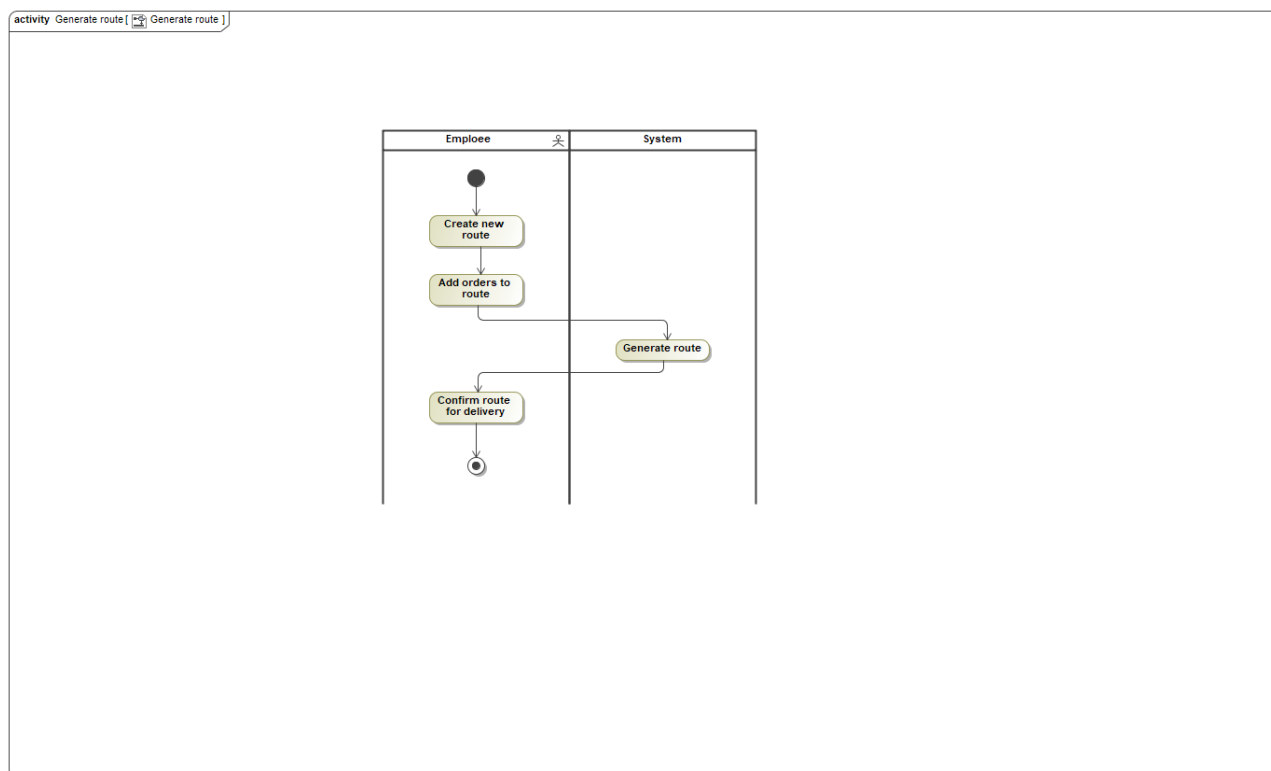 activity Generate route [ Generate route ]
Emploee
System
Create new
route
Add orders to
route
Generate route
Confirm route
for delivery